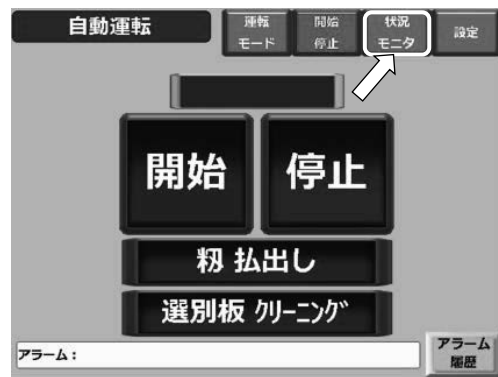 自動運転
運転
モード
開始
停止
状況
モニタ
設定
開始
停止
籾 払出し
選別板 クリーニング
アラーム：
アラーム
履歴